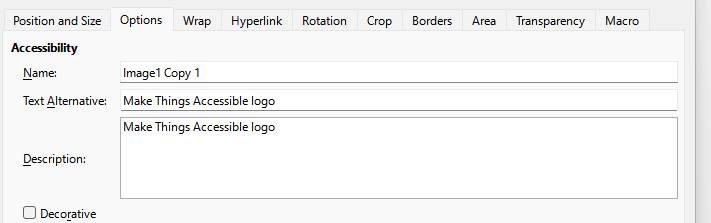 Position and Size Options Wrap Hyperlink Rotation Crop Borders Area Transparency Macro
Accessibility
Name: Image1 Copy 1
Text Alternative: Make Things Accessible logo
Make Things Accessible logo
Description:
Decorative